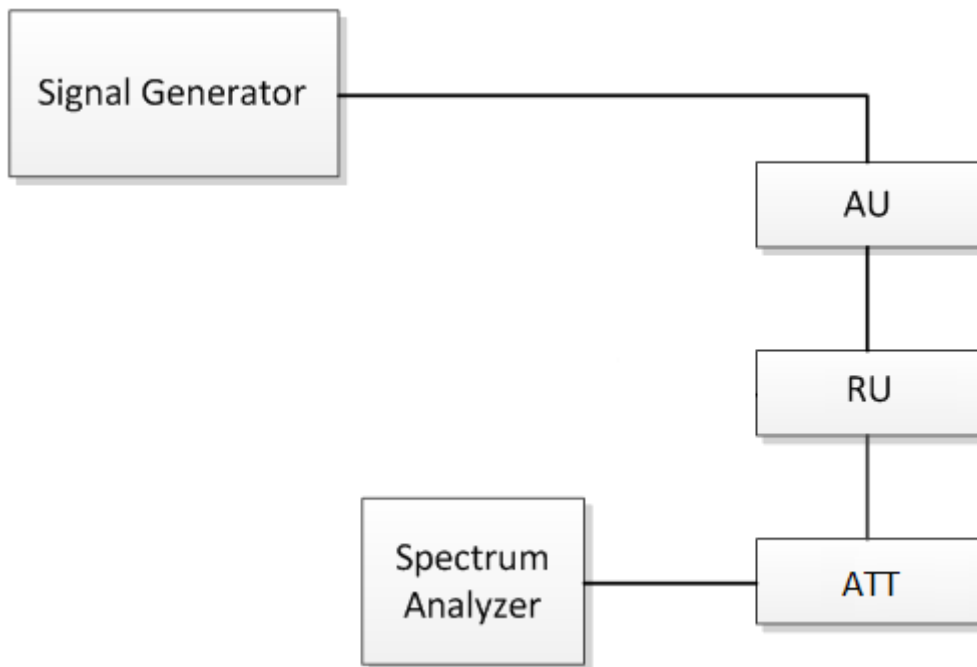 Signal Generator
AU
RU
Spectrum
Analyzer
ATT